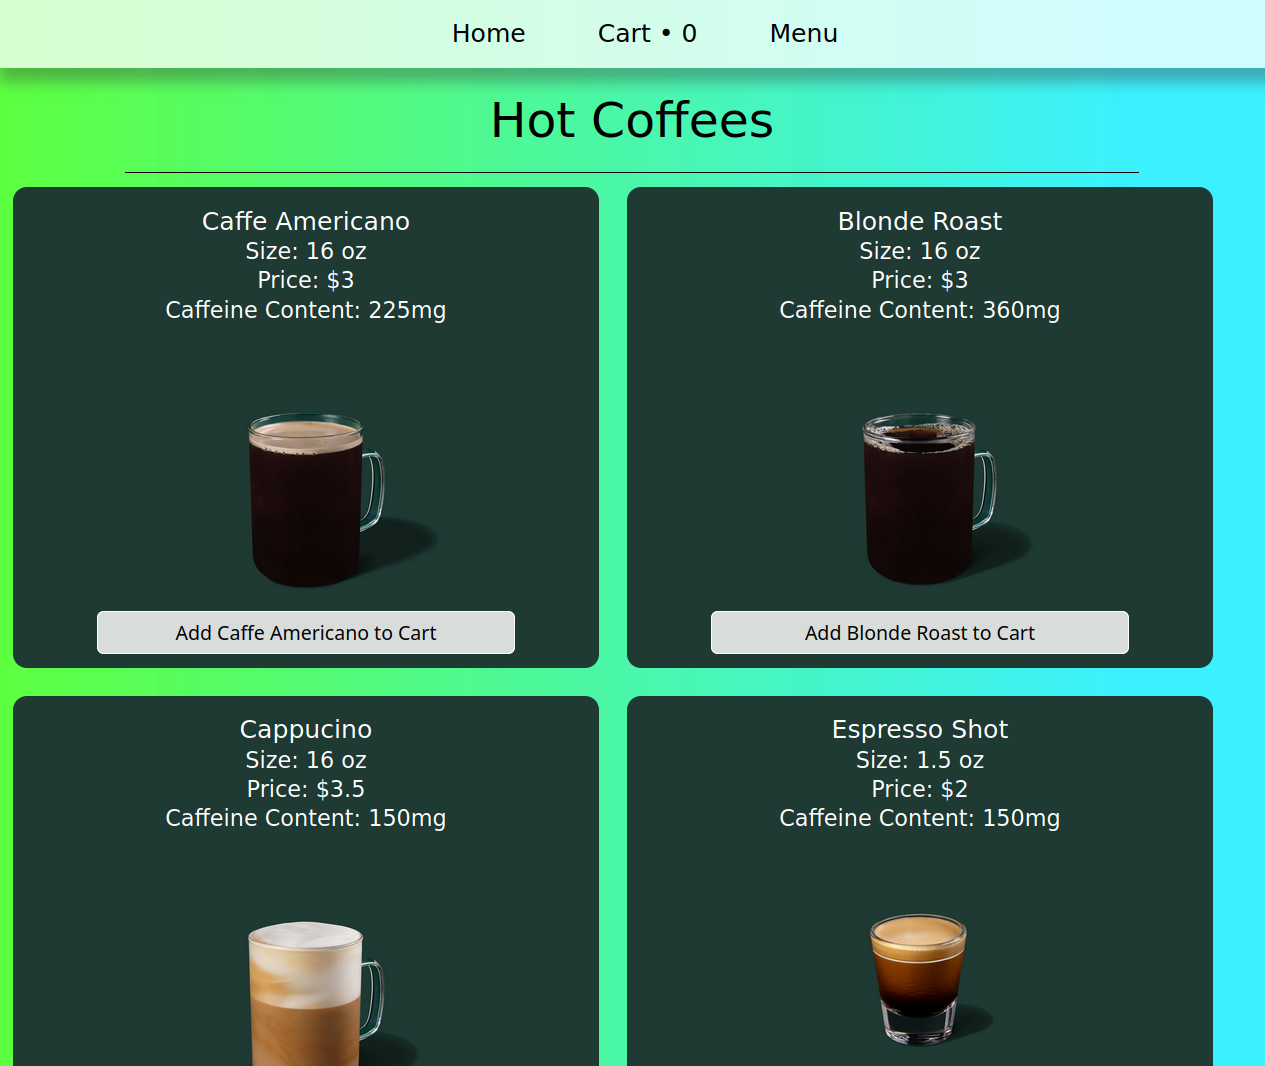 Home Cart • 0 Menu
Hot Coffees
Caffe Americano
Size: 16 oz
Price: $3
Caffeine Content: 225mg
Add Caffe Americano to Cart
Blonde Roast
Size: 16 oz
Price: $3
Caffeine Content: 360mg
Add Blonde Roast to Cart
Cappucino
Size: 16 oz
Price: $3.5
Caffeine Content: 150mg
Espresso Shot
Size: 1.5 oz
Price: $2
Caffeine Content: 150mg